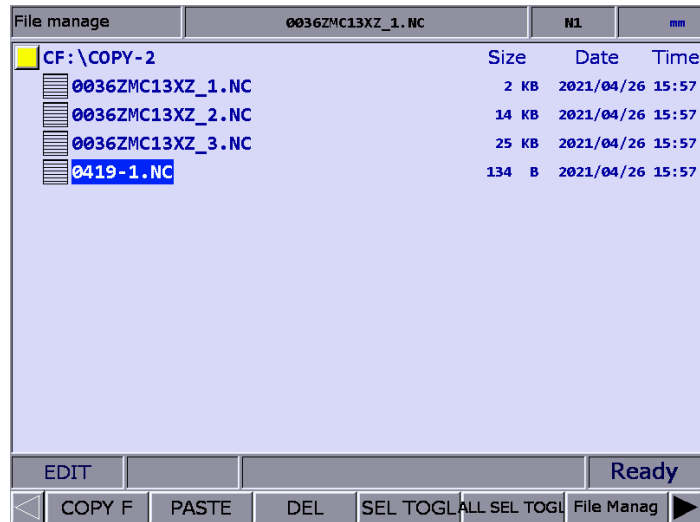 File manage 0036ZMC13XZ_1.NC N1 mm
CF:\COPY-2 Size Date Time
0036ZMC13XZ_1.NC 2 KB 2021/04/26 15:57
0036ZMC13XZ_2.NC 14 KB 2021/04/26 15:57
0036ZMC13XZ_3.NC 25 KB 2021/04/26 15:57
0419-1.NC 134 B 2021/04/26 15:57
EDIT Ready
COPY F PASTE DEL SEL TOGL ALL SEL TOGL File Manag